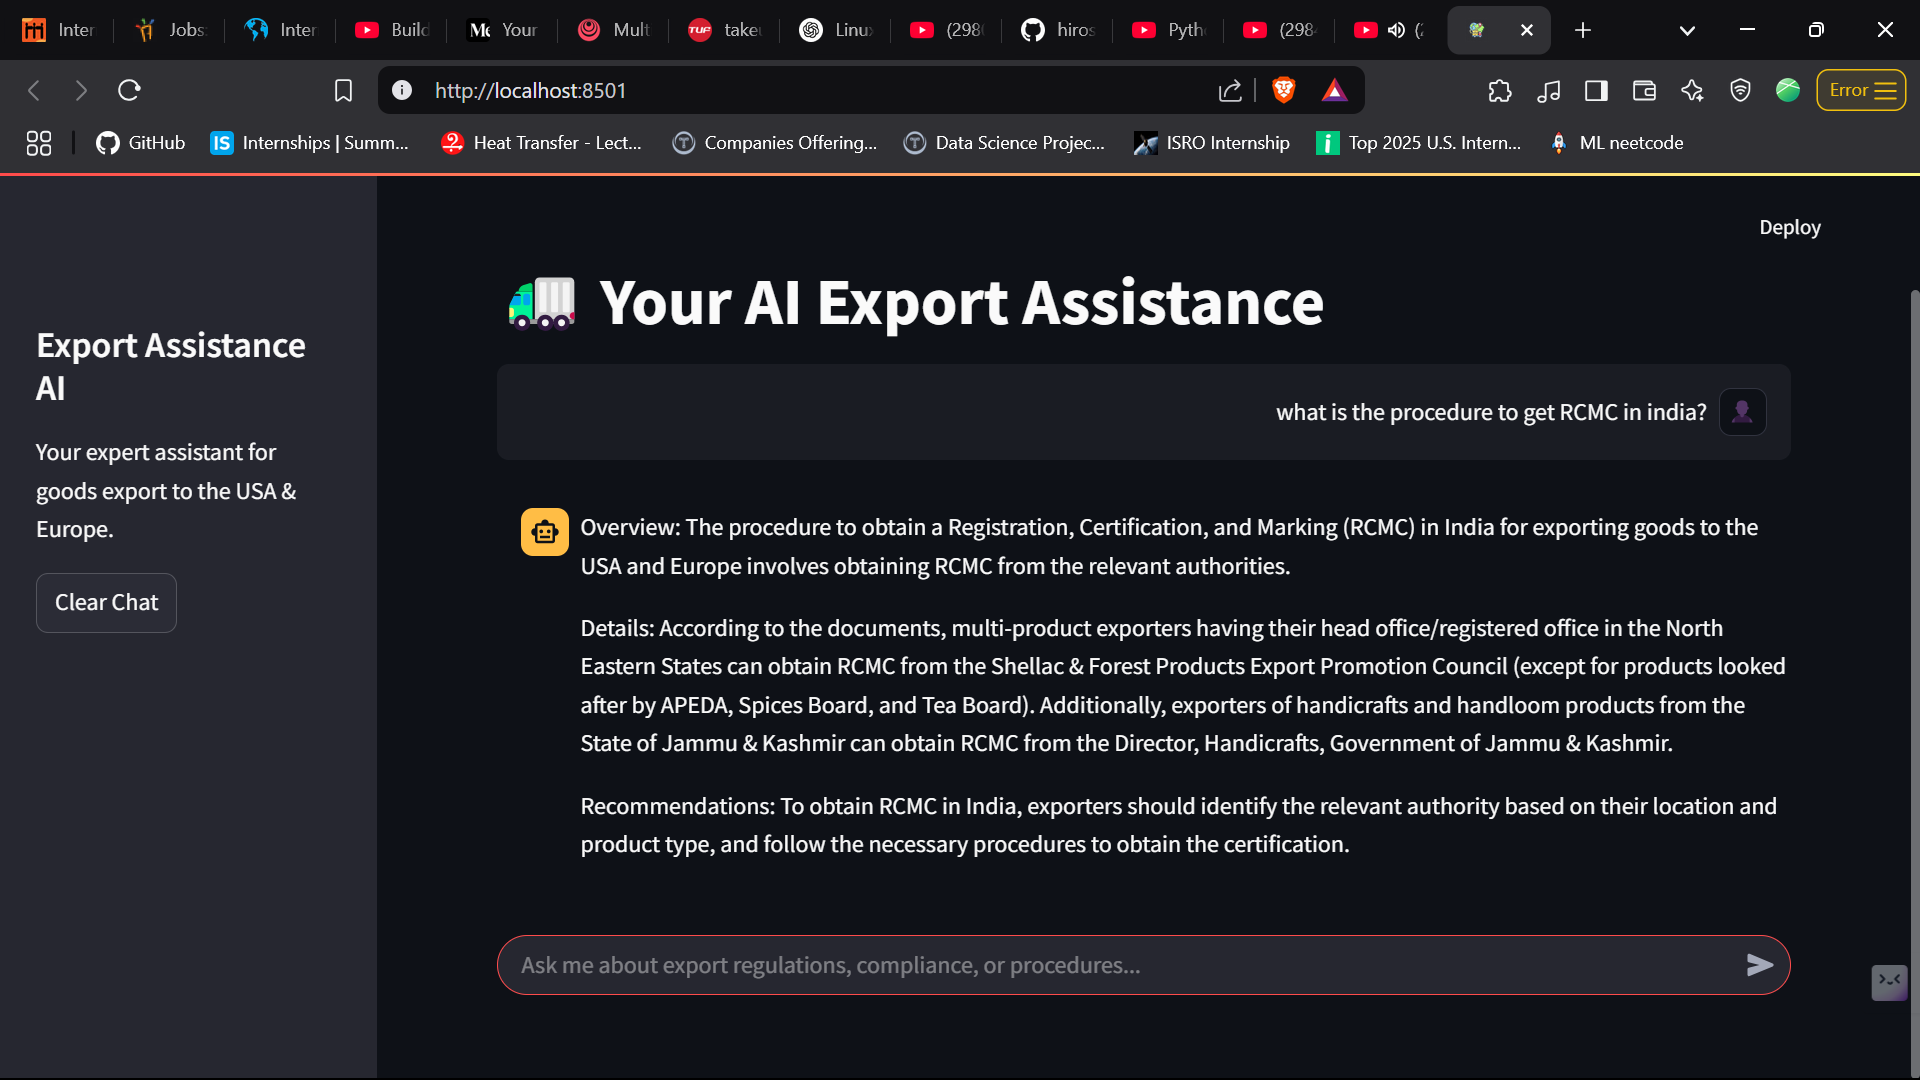 Inter
Jobs
Inter
Build
Me Your
Mult
TUF take
Linu
(298
hiros
Pyth
(298
(2
http://localhost:8501
Error
GitHub
IS Internships | Summ...
Heat Transfer - Lect...
Companies Offering...
Data Science Projec...
ISRO Internship
Top 2025 U.S. Intern...
ML neetcode
Deploy
Export Assistance
AI
Your expert assistant for
goods export to the USA &
Europe.
Clear Chat
Your AI Export Assistance
what is the procedure to get RCMC in india?
Overview: The procedure to obtain a Registration, Certification, and Marking (RCMC) in India for exporting goods to the
USA and Europe involves obtaining RCMC from the relevant authorities.
Details: According to the documents, multi-product exporters having their head office/registered office in the North
Eastern States can obtain RCMC from the Shellac & Forest Products Export Promotion Council (except for products looked
after by APEDA, Spices Board, and Tea Board). Additionally, exporters of handicrafts and handloom products from the
State of Jammu & Kashmir can obtain RCMC from the Director, Handicrafts, Government of Jammu & Kashmir.
Recommendations: To obtain RCMC in India, exporters should identify the relevant authority based on their location and
product type, and follow the necessary procedures to obtain the certification.
Ask me about export regulations, compliance, or procedures...